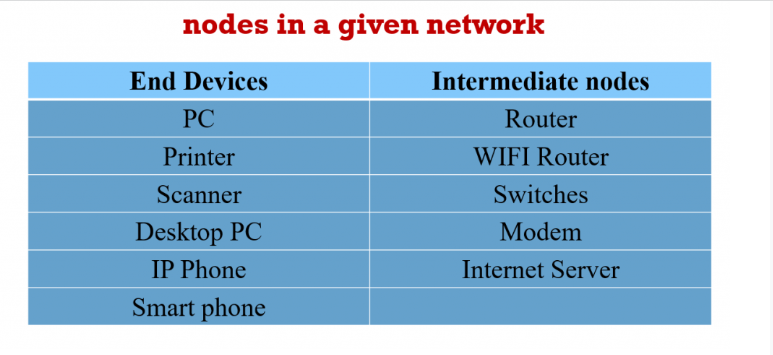 nodes in a given network
End Devices Intermediate nodes
PC Router
Printer WIFI Router
Scanner Switches
Desktop PC Modem
IP Phone Internet Server
Smart phone